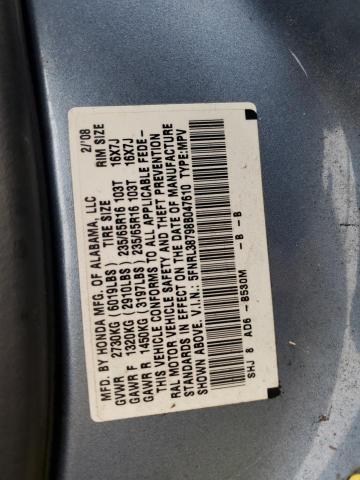 MFD. BY HONDA MFG. OF ALABAMA, LLC 2/'08
TIRE SIZE RIM SIZE
GVWR 2730KG (6019LBS)
GAWR F 1320KG (2910LBS) 235/65R16 103T 16X7J
GAWR R 1450KG (3197LBS) 235/65R16 103T 16X7J
THIS VEHICLE CONFORMS TO ALL APPLICABLE FEDE-
RAL MOTOR VEHICLE SAFETY AND THEFT PREVENTION
STANDARDS IN EFFECT ON THE DATE OF MANUFACTURE
SHOWN ABOVE. V.I.N.: 5FNRL38798B047610 TYPE:MPV
SHJ 8 AD6 -B530M - B - B